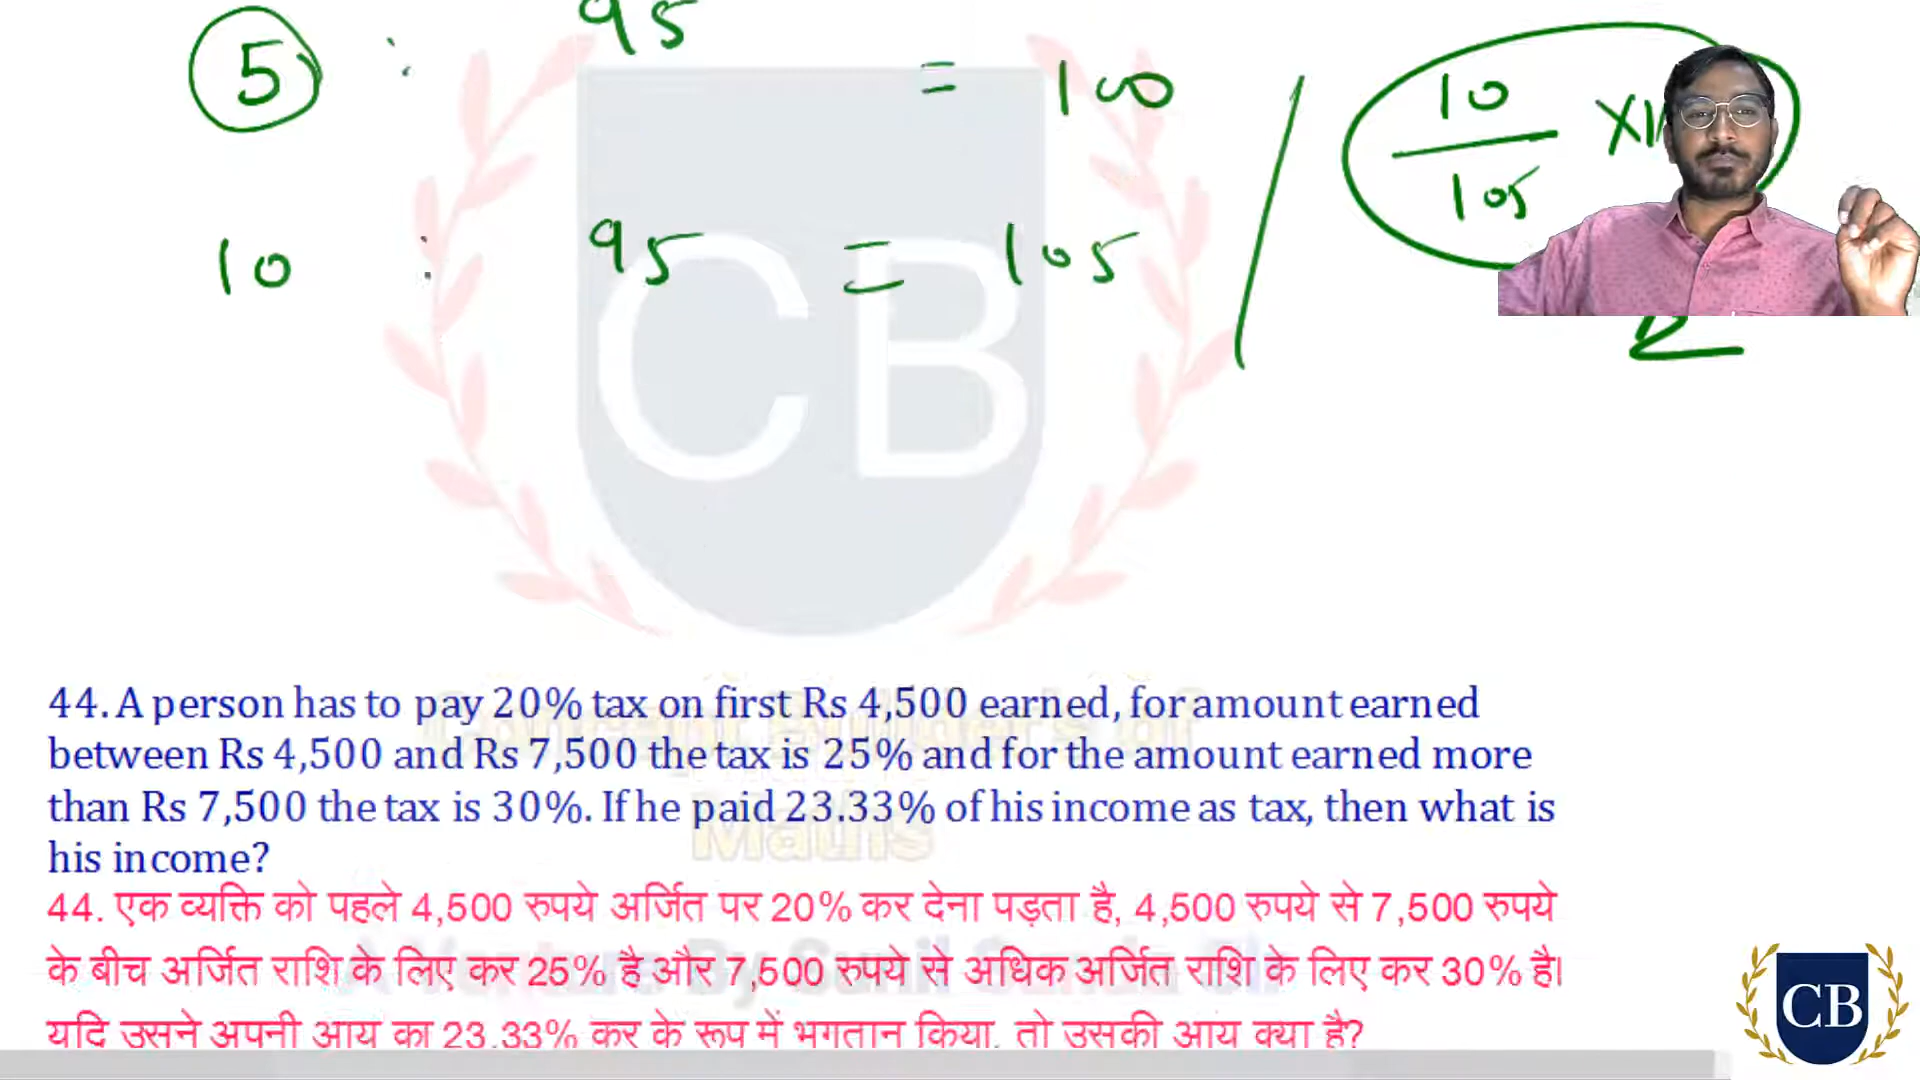 5 : 95 = 100
10/105 ×
10 : 95 = 105
CB
44. A person has to pay 20% tax on first Rs 4,500 earned, for amount earned
between Rs 4,500 and Rs 7,500 the tax is 25% and for the amount earned more
than Rs 7,500 the tax is 30%. If he paid 23.33% of his income as tax, then what is
his income?
44. एक व्यक्ति को पहले 4,500 रुपये अर्जित पर 20% कर देना पड़ता है, 4,500 रुपये से 7,500 रुपये
के बीच अर्जित राशि के लिए कर 25% है और 7,500 रुपये से अधिक अर्जित राशि के लिए कर 30% है।
यदि उसने अपनी आय का 23.33% कर के रूप में भुगतान किया, तो उसकी आय क्या है?
CB